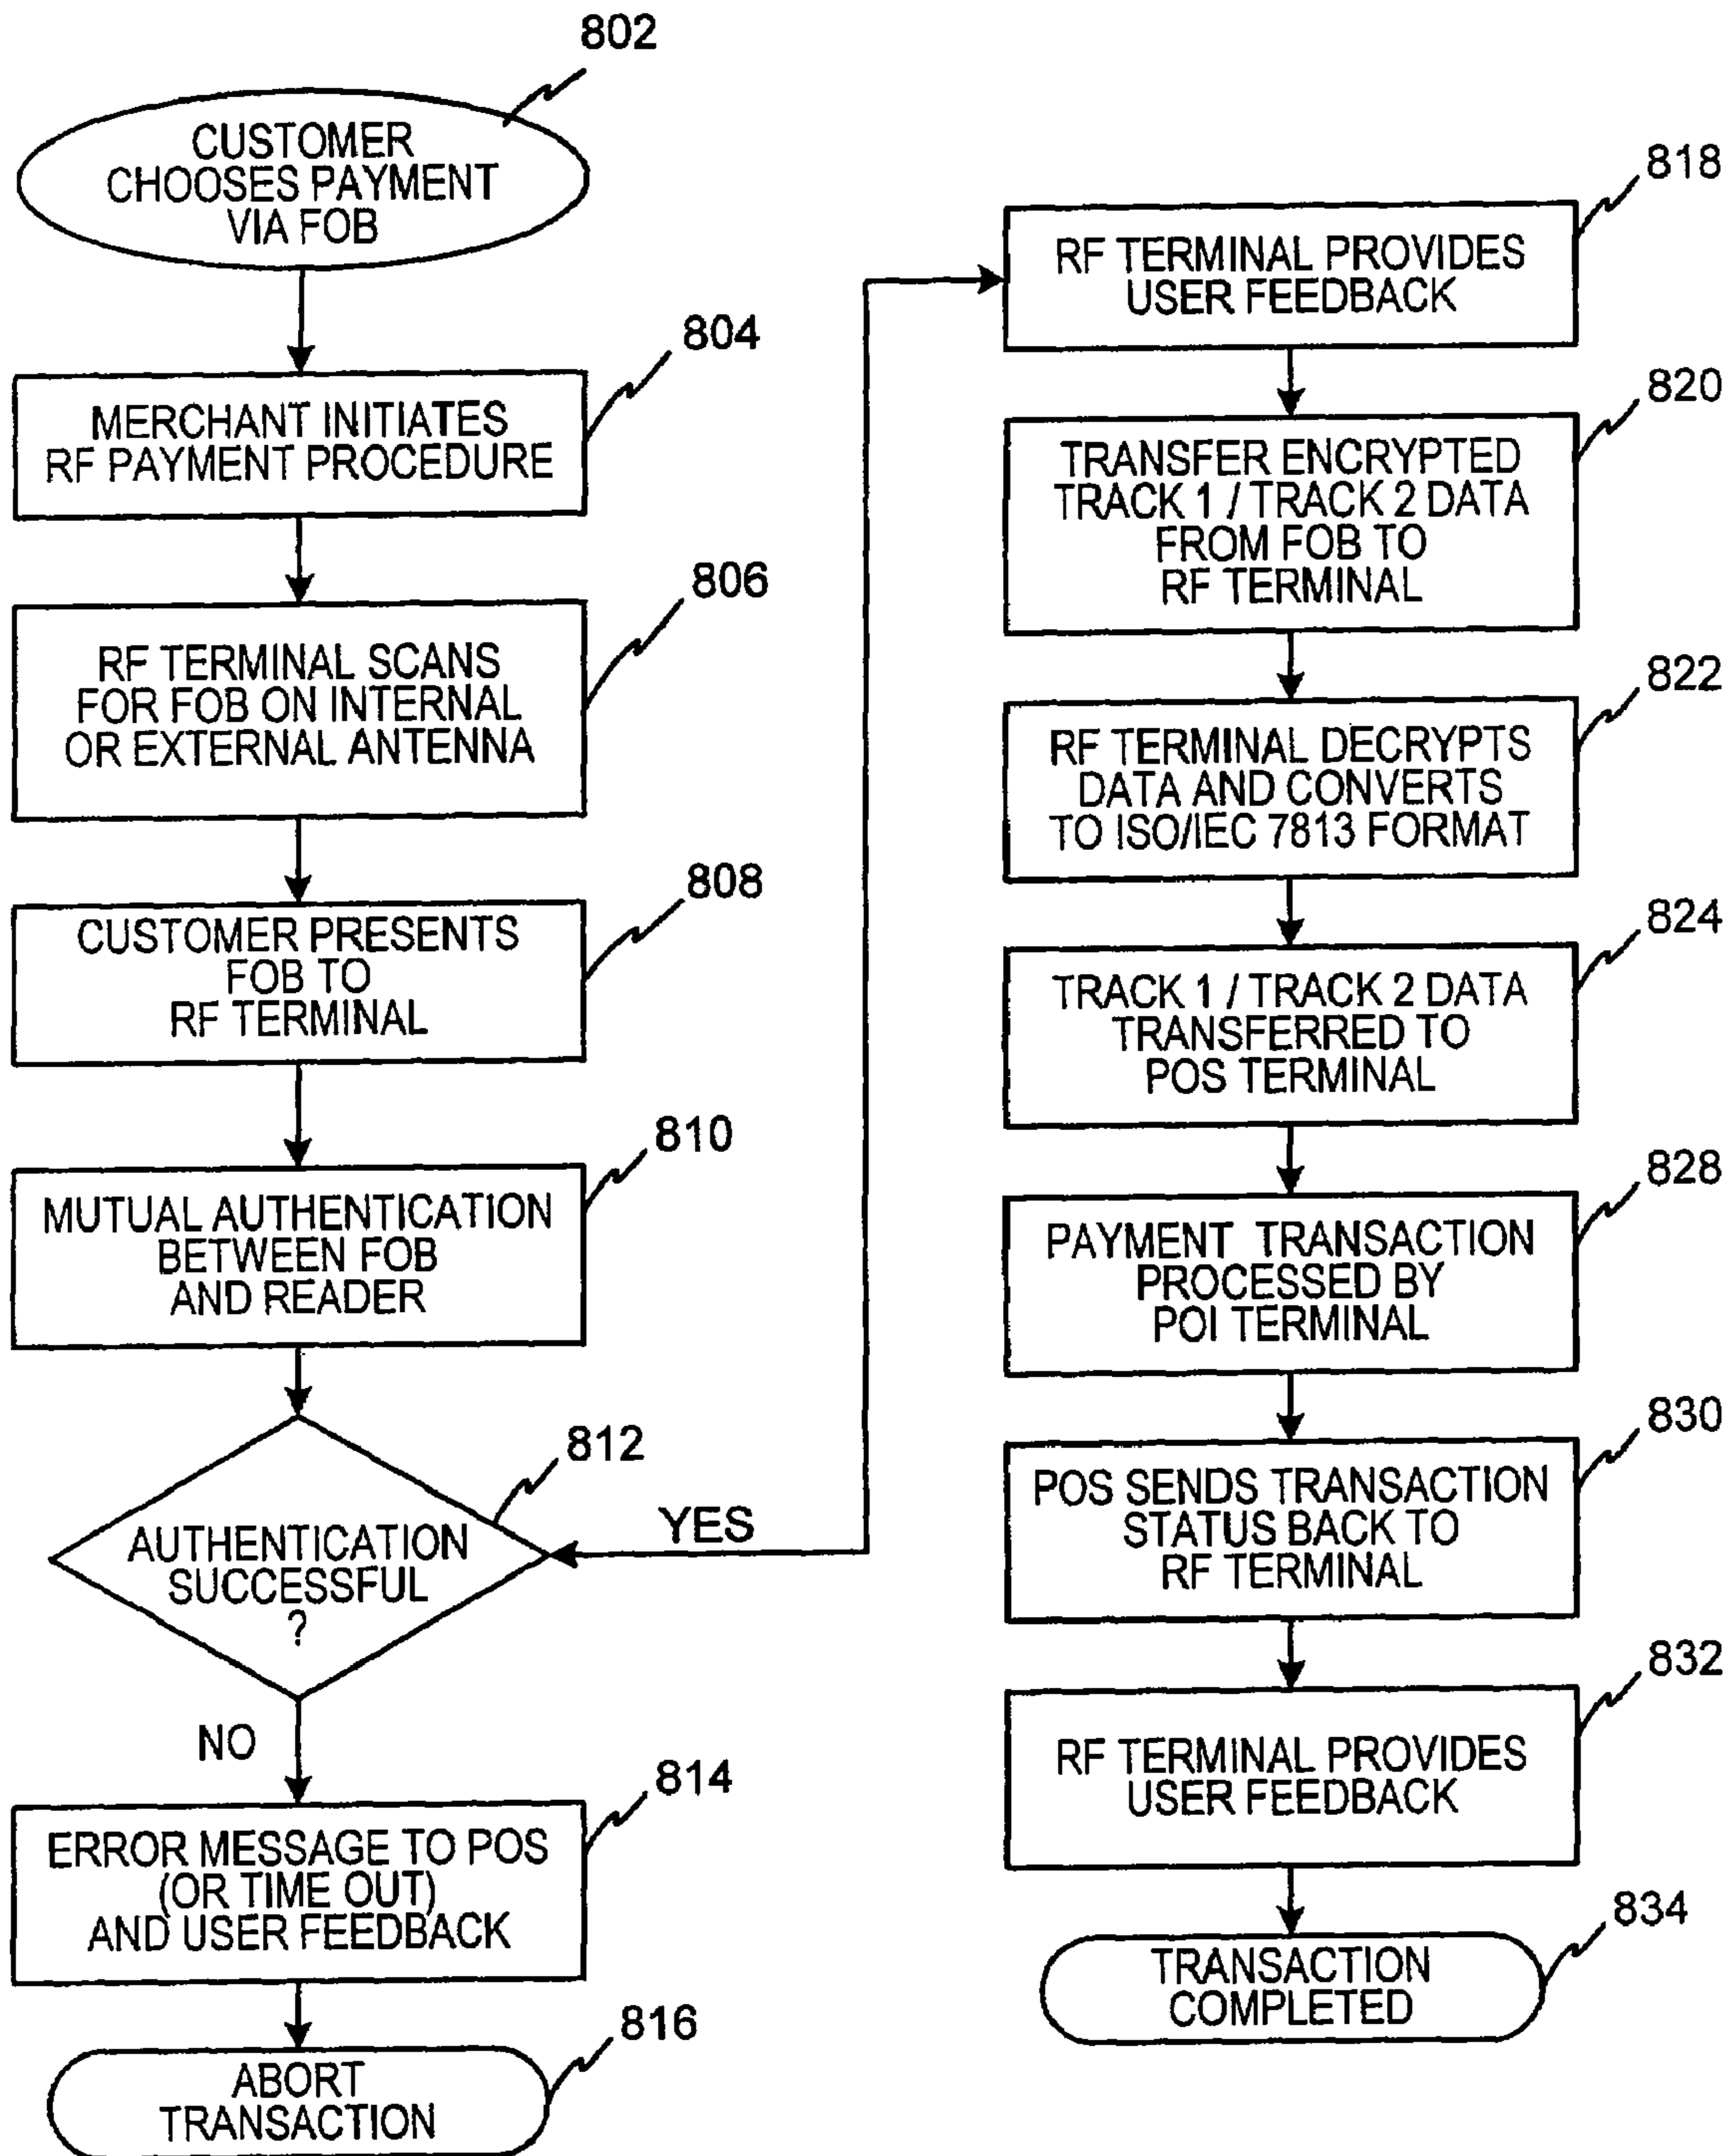 802
CUSTOMER
CHOOSES PAYMENT
VIA FOB
804
MERCHANT INITIATES
RF PAYMENT PROCEDURE
806
RF TERMINAL SCANS
FOR FOB ON INTERNAL
OR EXTERNAL ANTENNA
808
CUSTOMER PRESENTS
FOB TO
RF TERMINAL
810
MUTUAL AUTHENTICATION
BETWEEN FOB
AND READER
812
AUTHENTICATION
SUCCESSFUL
?
YES
NO
814
ERROR MESSAGE TO POS
(OR TIME OUT)
AND USER FEEDBACK
816
ABORT
TRANSACTION
818
RF TERMINAL PROVIDES
USER FEEDBACK
820
TRANSFER ENCRYPTED
TRACK 1 / TRACK 2 DATA
FROM FOB TO
RF TERMINAL
822
RF TERMINAL DECRYPTS
DATA AND CONVERTS
TO ISO/IEC 7813 FORMAT
824
TRACK 1 / TRACK 2 DATA
TRANSFERRED TO
POS TERMINAL
828
PAYMENT TRANSACTION
PROCESSED BY
POI TERMINAL
830
POS SENDS TRANSACTION
STATUS BACK TO
RF TERMINAL
832
RF TERMINAL PROVIDES
USER FEEDBACK
834
TRANSACTION
COMPLETED